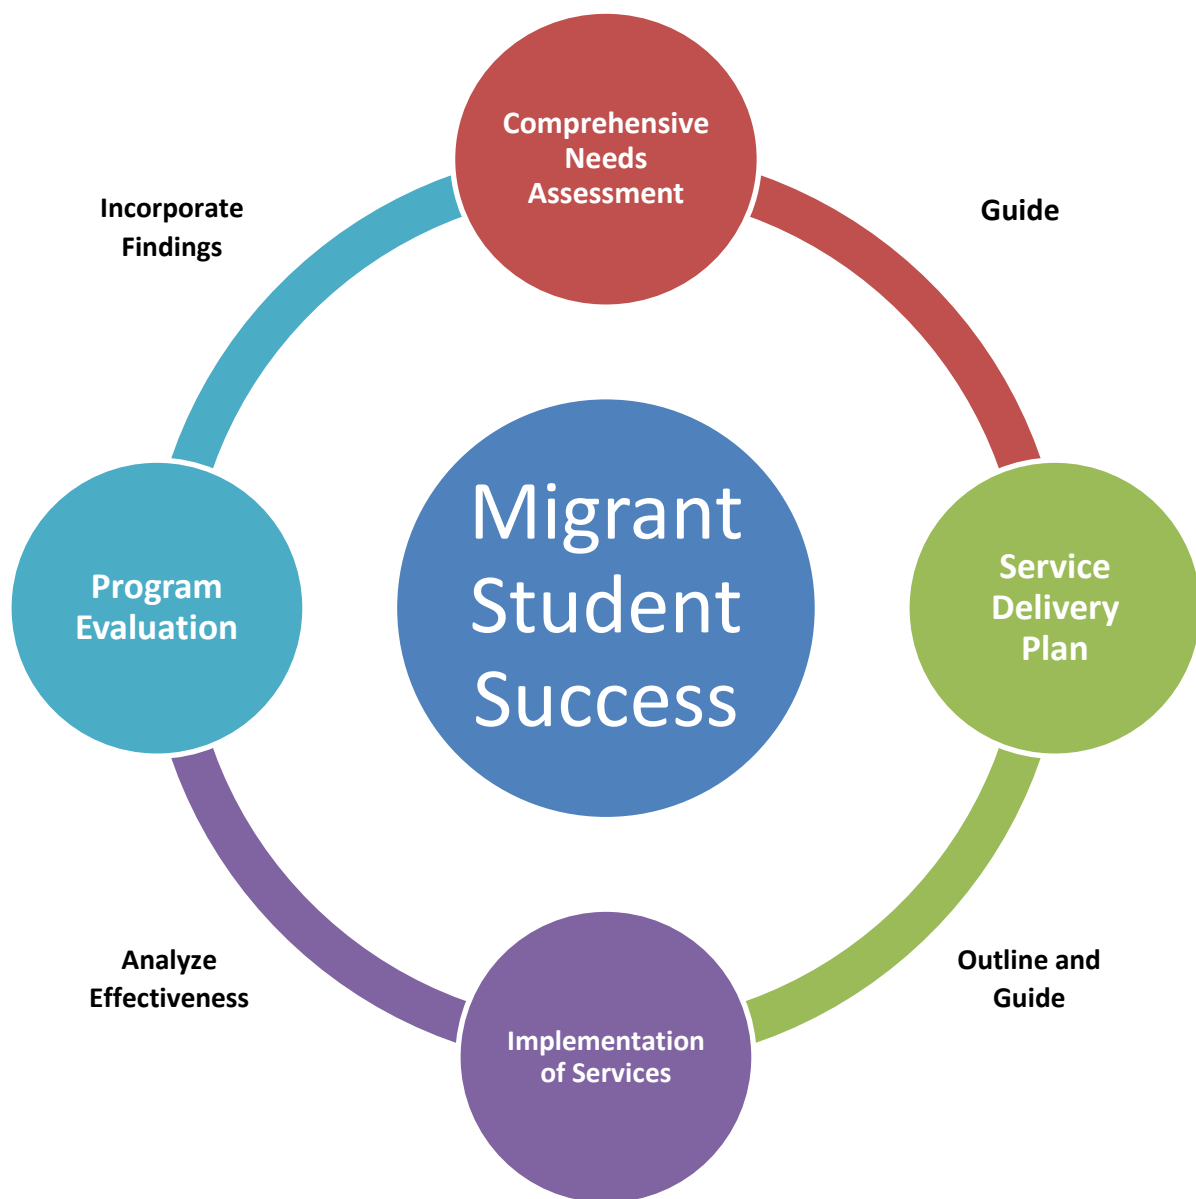 Comprehensive
Needs
Assessment
Incorporate
Findings
Guide
Migrant
Student
Success
Program
Evaluation
Service
Delivery
Plan
Analyze
Effectiveness
Outline and
Guide
Implementation
of Services